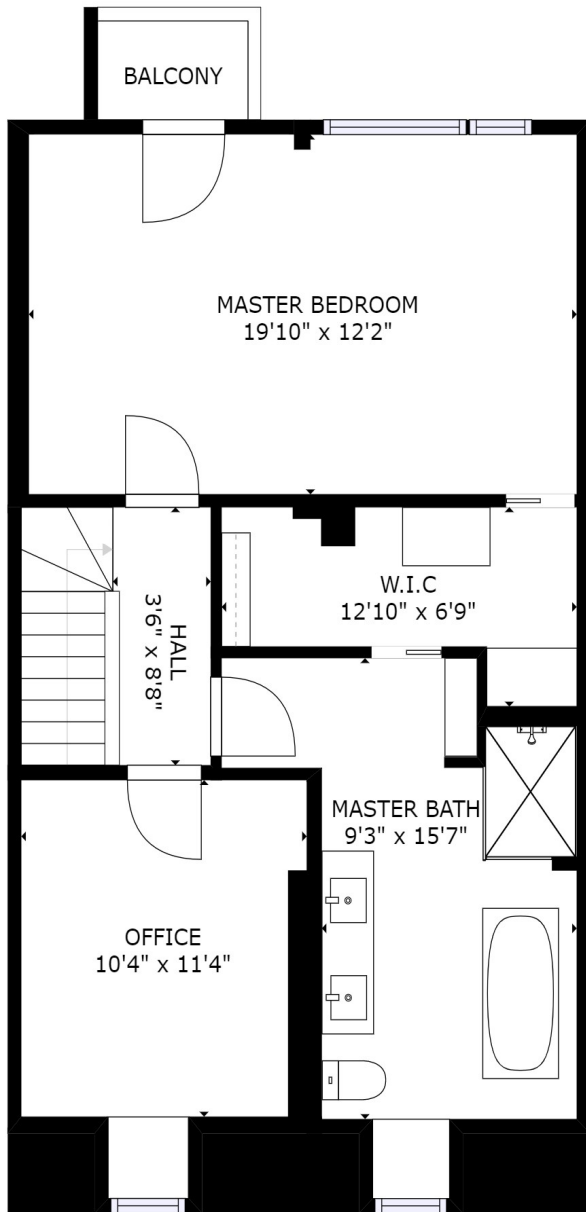 BALCONY
MASTER BEDROOM
19'10" x 12'2"
W.I.C
12'10" x 6'9"
HALL
3'6" x 8'8"
MASTER BATH
9'3" x 15'7"
OFFICE
10'4" x 11'4"